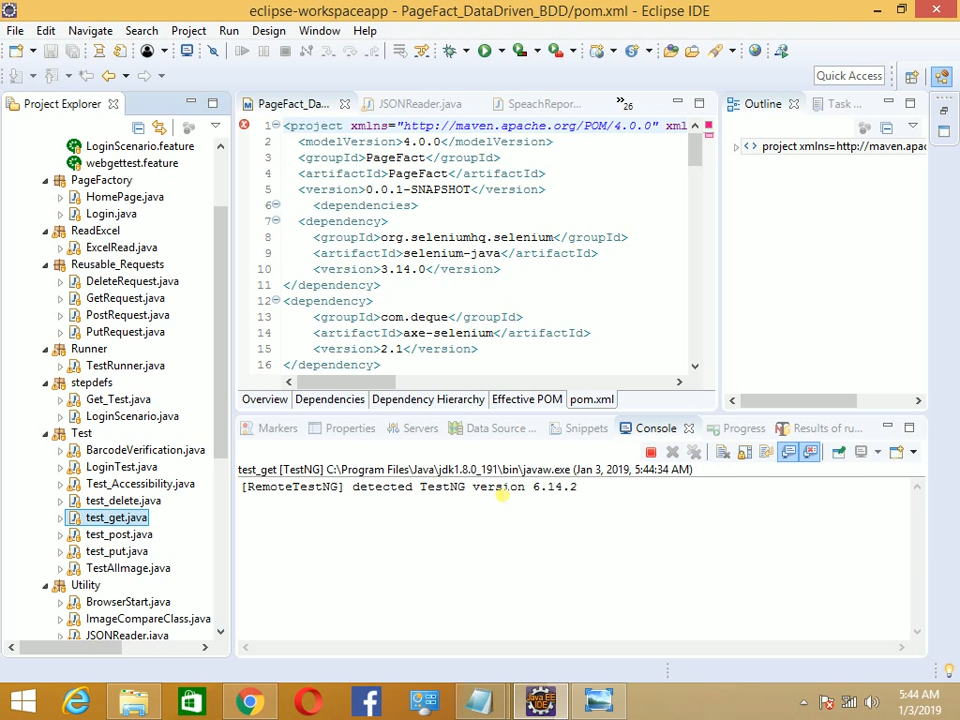 eclipse-workspaceapp - PageFact_DataDriven_BDD/pom.xml - Eclipse IDE
File Edit Navigate Search Project Run Design Window Help
Quick Access
Project Explorer
LoginScenario.feature
webgettest.feature
PageFactory
HomePage.java
Login.java
ReadExcel
ExcelRead.java
Reusable_Requests
DeleteRequest.java
GetRequest.java
PostRequest.java
PutRequest.java
Runner
TestRunner.java
stepdefs
Get_Test.java
LoginScenario.java
Test
BarcodeVerification.java
LoginTest.java
Test_Accessibility.java
test_delete.java
test_get.java
test_post.java
test_put.java
TestAllmage.java
Utility
BrowserStart.java
ImageCompareClass.java
JSONReader.java
PageFact_Da... JSONReader.java SpeachRepor... »26
1 <project xmlns="http://maven.apache.org/POM/4.0.0" xml
2 <modelVersion>4.0.0</modelVersion>
3 <groupId>PageFact</groupId>
4 <artifactId>PageFact</artifactId>
5 <version>0.0.1-SNAPSHOT</version>
6 <dependencies>
7 <dependency>
8 <groupId>org.seleniumhq.selenium</groupId>
9 <artifactId>selenium-java</artifactId>
10 <version>3.14.0</version>
11 </dependency>
12 <dependency>
13 <groupId>com.deque</groupId>
14 <artifactId>axe-selenium</artifactId>
15 <version>2.1</version>
16 </dependency>
Overview Dependencies Dependency Hierarchy Effective POM pom.xml
Outline Task ...
project xmlns=http://maven.apac
Markers Properties Servers Data Source ... Snippets Console Progress Results of ru...
test_get [TestNG] C:\Program Files\Java\jdk1.8.0_191\bin\javaw.exe (Jan 3, 2019, 5:44:34 AM)
[RemoteTestNG] detected TestNG version 6.14.2
Java EE
IDE
5:44 AM
1/3/2019